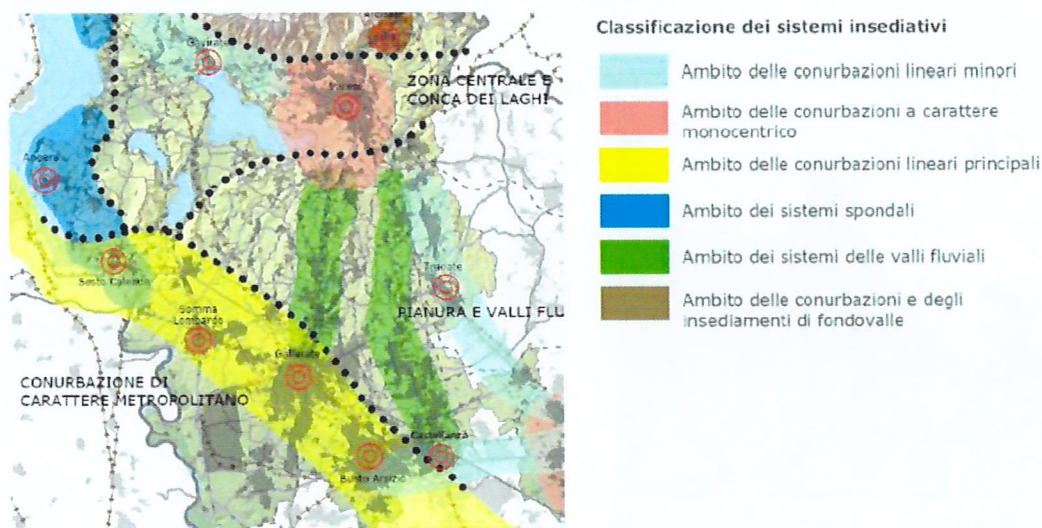 Classificazione dei sistemi insediativi
Ambito delle conurbazioni lineari minori
Ambito delle conurbazioni a carattere
monocentrico
Ambito delle conurbazioni lineari principali
Ambito dei sistemi spondali
Ambito dei sistemi delle valli fluviali
Ambito delle conurbazioni e degli
insediamenti di fondovalle
Gavirate
ZONA CENTRALE E
CONCA DEI LAGHI
Varese
Angera
Sesto Calende
Tradate
Somma
Lombardo
PIANURA E VALLI FLU
Gallarate
CONURBAZIONE DI
CARATTERE METROPOLITANO
Castellanza
Busto Arsizio